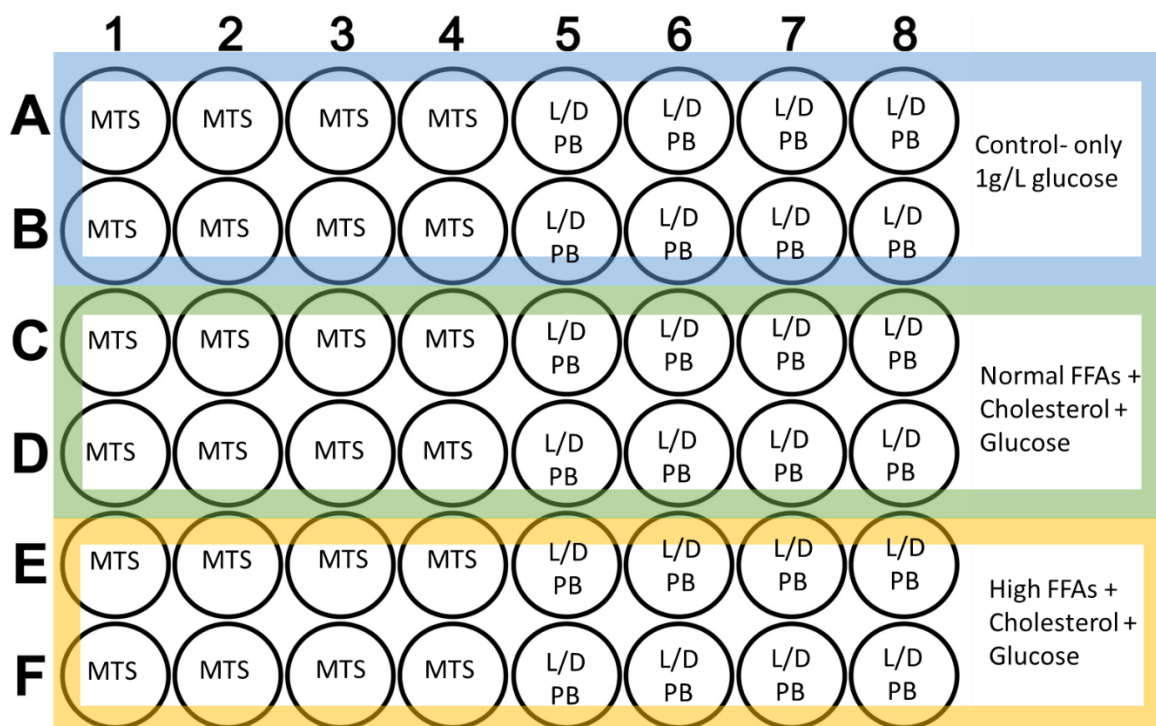 1 2 3 4 5 6 7 8
A MTS MTS MTS MTS L/D PB L/D PB L/D PB L/D PB
B MTS MTS MTS MTS L/D PB L/D PB L/D PB L/D PB
Control- only
1g/L glucose
C MTS MTS MTS MTS L/D PB L/D PB L/D PB L/D PB
D MTS MTS MTS MTS L/D PB L/D PB L/D PB L/D PB
Normal FFAs +
Cholesterol +
Glucose
E MTS MTS MTS MTS L/D PB L/D PB L/D PB L/D PB
F MTS MTS MTS MTS L/D PB L/D PB L/D PB L/D PB
High FFAs +
Cholesterol +
Glucose